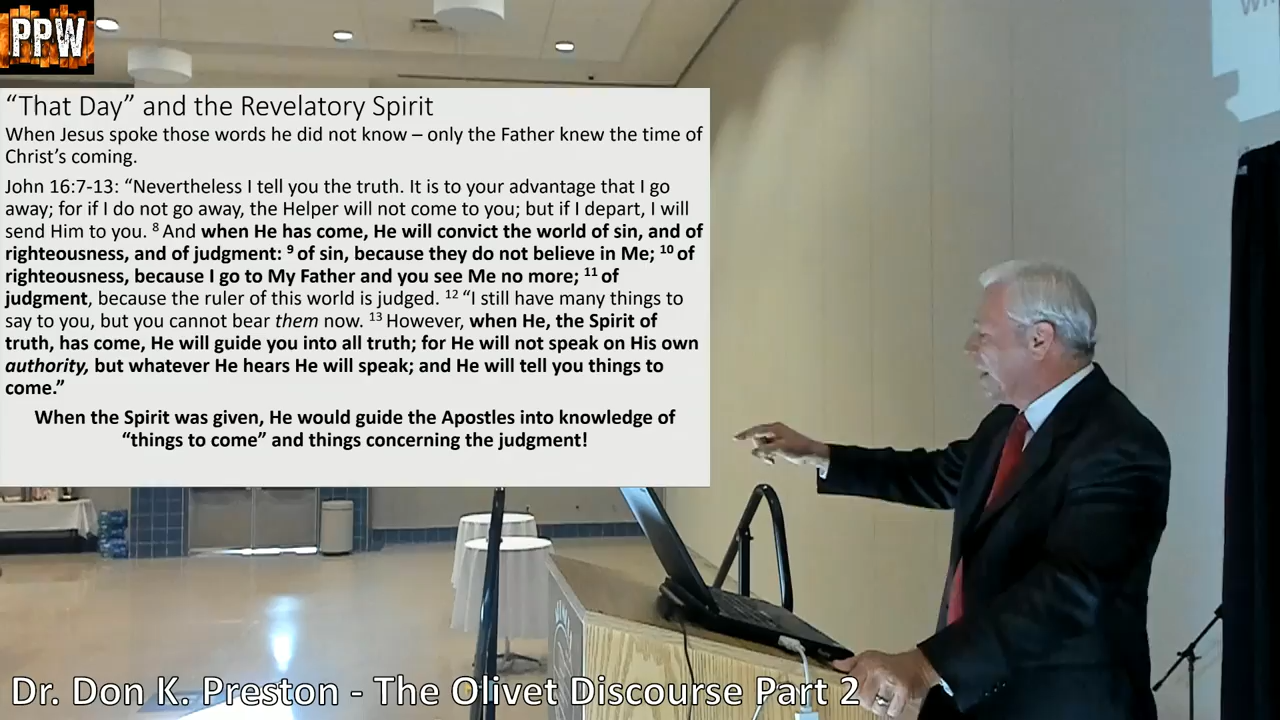 PPW
“That Day” and the Revelatory Spirit
When Jesus spoke those words he did not know – only the Father knew the time of
Christ’s coming.
John 16:7-13: “Nevertheless I tell you the truth. It is to your advantage that I go
away; for if I do not go away, the Helper will not come to you; but if I depart, I will
send Him to you. 8 And when He has come, He will convict the world of sin, and of
righteousness, and of judgment: 9 of sin, because they do not believe in Me; 10 of
righteousness, because I go to My Father and you see Me no more; 11 of
judgment, because the ruler of this world is judged. 12 “I still have many things to
say to you, but you cannot bear them now. 13 However, when He, the Spirit of
truth, has come, He will guide you into all truth; for He will not speak on His own
authority, but whatever He hears He will speak; and He will tell you things to
come.”
When the Spirit was given, He would guide the Apostles into knowledge of
“things to come” and things concerning the judgment!
Dr. Don K. Preston - The Olivet Discourse Part 2